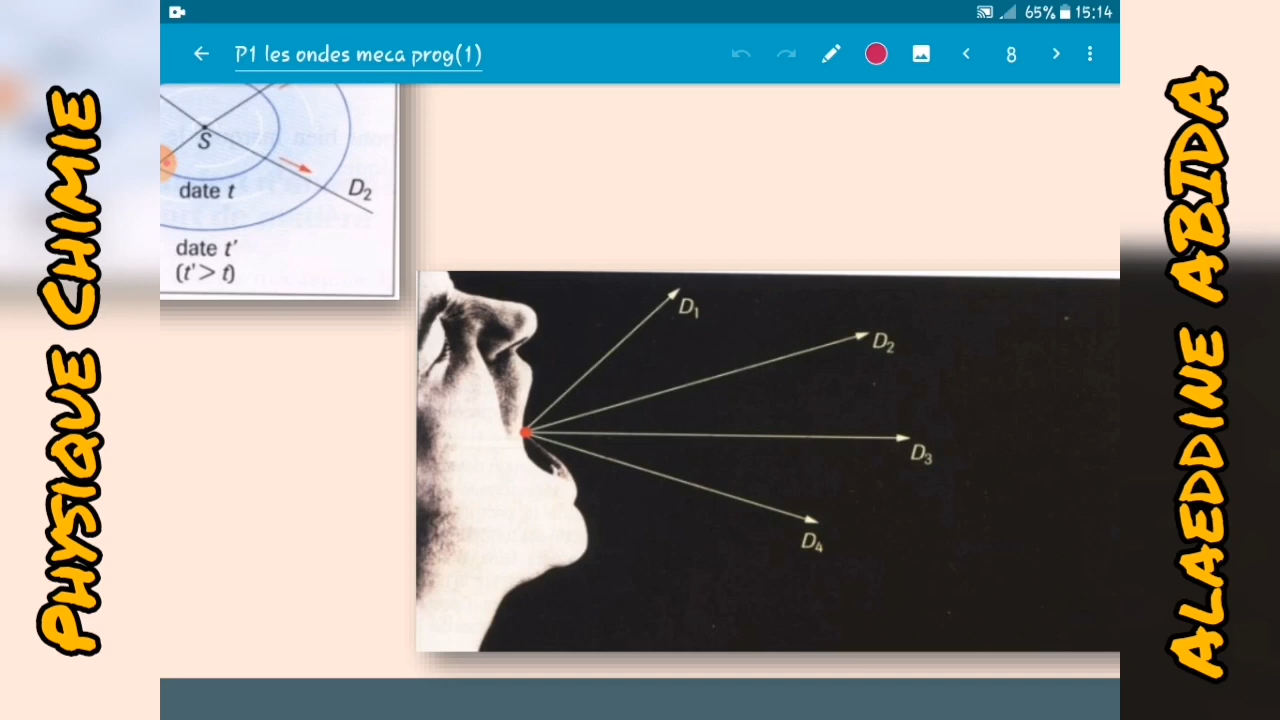 65% 15:14
P1 les ondes meca prog(1)
8
PHYSIQUE CHIMIE
ALAEDDINE ABIDA
S
date t
D2
date t'
(t'> t)
D1
D2
D3
D4